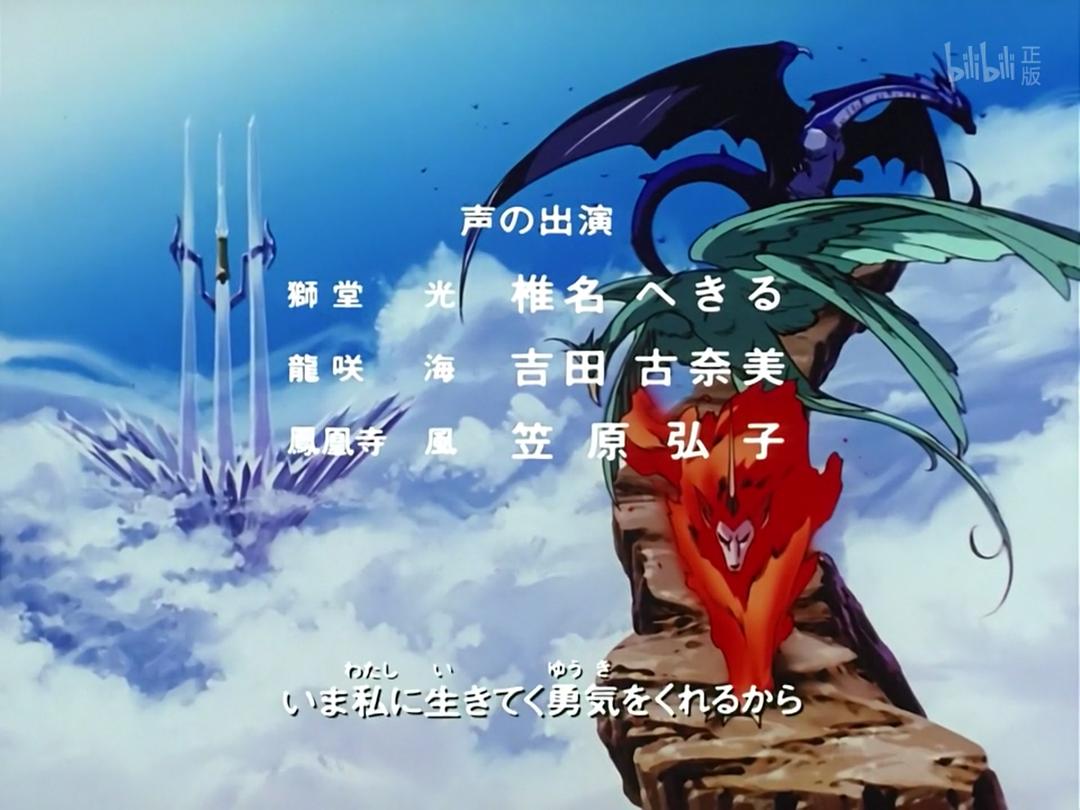 bilibili 正版
声の出演
獅堂 光 椎名 へきる
龍咲 海 吉田 古奈美
鳳凰寺 風 笠原 弘子
わたし い ゆう き
いま私に生きてく勇気をくれるから